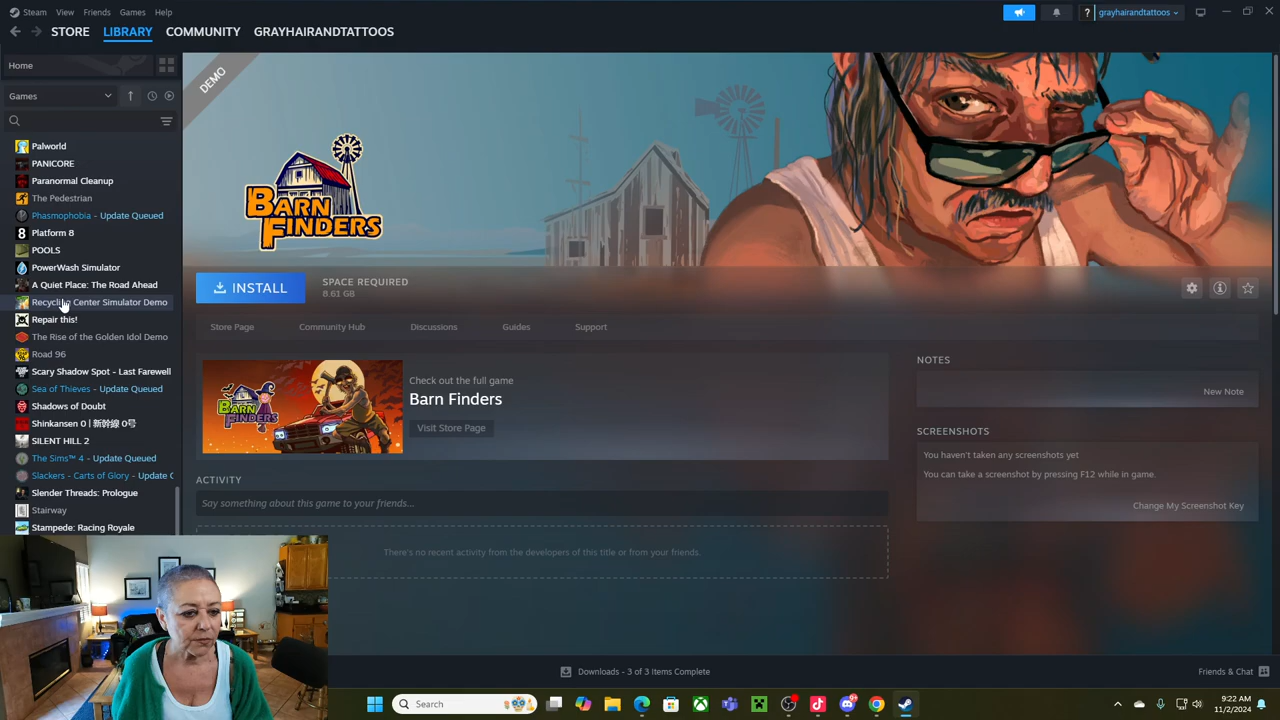 Steam View Friends Games Help
? grayhairandtattoos
STORE LIBRARY COMMUNITY GRAYHAIRANDTATTOOS
Home
Games
Palworld
PANICORE
Paranormal Cleanup
The Pedestrian
Phasmophobia - Update Queued
Platform 8
POOLS
PowerWash Simulator
A Quiet Place: The Road Ahead
Recycling Center Simulator Demo
Repair this!
The Rise of the Golden Idol Demo
Road 96
Scary Shadow Spot - Last Farewell
Sea of Thieves - Update Queued
Shadows of Doubt
Shinkansen 0 | 新幹線 0号
SILENT HILL 2
The Sims™ 4 - Update Queued
Slackers - Carts of Glory - Update Q
Slender Threads: Prologue
Stairway
Stampede: Racing Royale
DEMO
BARN
FINDERS
INSTALL
SPACE REQUIRED
8.61 GB
Store Page Community Hub Discussions Guides Support
BARN
FINDERS
Check out the full game
Barn Finders
Visit Store Page
ACTIVITY
Say something about this game to your friends...
There's no recent activity from the developers of this title or from your friends.
NOTES
New Note
SCREENSHOTS
You haven't taken any screenshots yet
You can take a screenshot by pressing F12 while in game.
Change My Screenshot Key
Downloads - 3 of 3 Items Complete
Friends & Chat
Search
9+
9:22 AM
11/2/2024